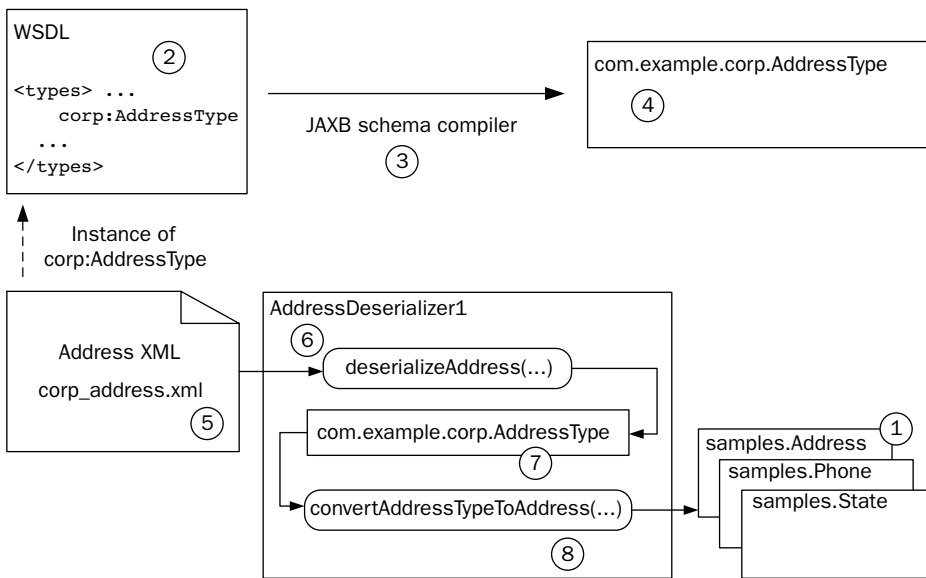 WSDL
2
<types> ...
corp:AddressType
...
</types>
JAXB schema compiler
3
com.example.corp.AddressType
4
Instance of
corp:AddressType
Address XML
corp_address.xml
5
AddressDeserializer1
6
deserializeAddress(...)
com.example.corp.AddressType
7
convertAddressTypeToAddress(...)
8
1
samples.Address
samples.Phone
samples.State